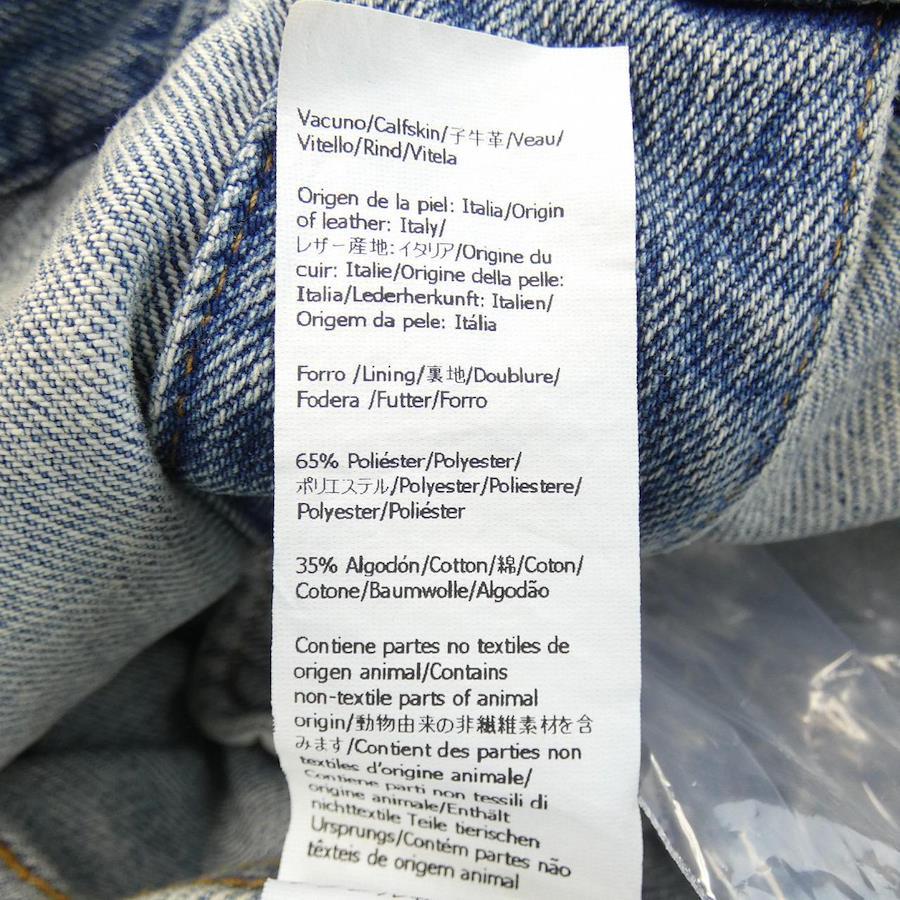 Vacuno/Calfskin/子牛革/Veau/
Vitello/Rind/Vitela
Origen de la piel: Italia/Origin
of leather: Italy/
レザー産地:イタリア/Origine du
cuir: Italie/Origine della pelle:
Italia/Lederherkunft: Italien/
Origem da pele: Itália
Forro /Lining/裏地/Doublure/
Fodera /Futter/Forro
65% Poliéster/Polyester/
ポリエステル/Polyester/Poliestere/
Polyester/Poliéster
35% Algodón/Cotton/綿/Coton/
Cotone/Baumwolle/Algodão
Contiene partes no textiles de
origen animal/Contains
non-textile parts of animal
origin/動物由来の非繊維素材を含
みます/Contient des parties non
textiles d'origine animale/
Contiene parti non tessili di
origine animale/Enthält
nichttextile Teile tierischen
Ursprungs/Contém partes não
têxteis de origem animal